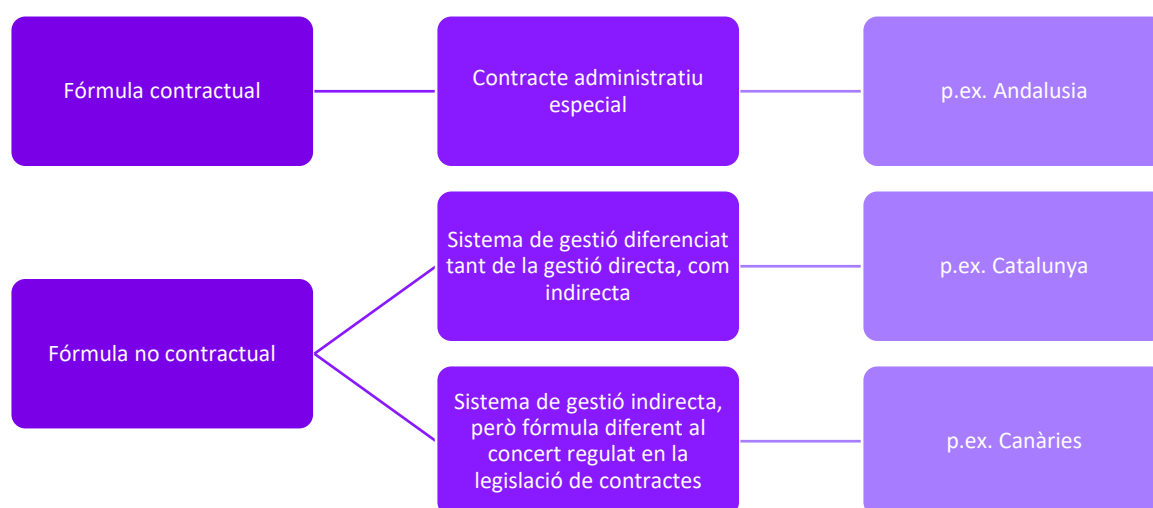 Fórmula contractual
Contracte administratiu
especial
p.ex. Andalusia
Fórmula no contractual
Sistema de gestió diferenciat
tant de la gestió directa, com
indirecta
p.ex. Catalunya
Sistema de gestió indirecta,
però fórmula diferent al
concert regulat en la
legislació de contractes
p.ex. Canàries